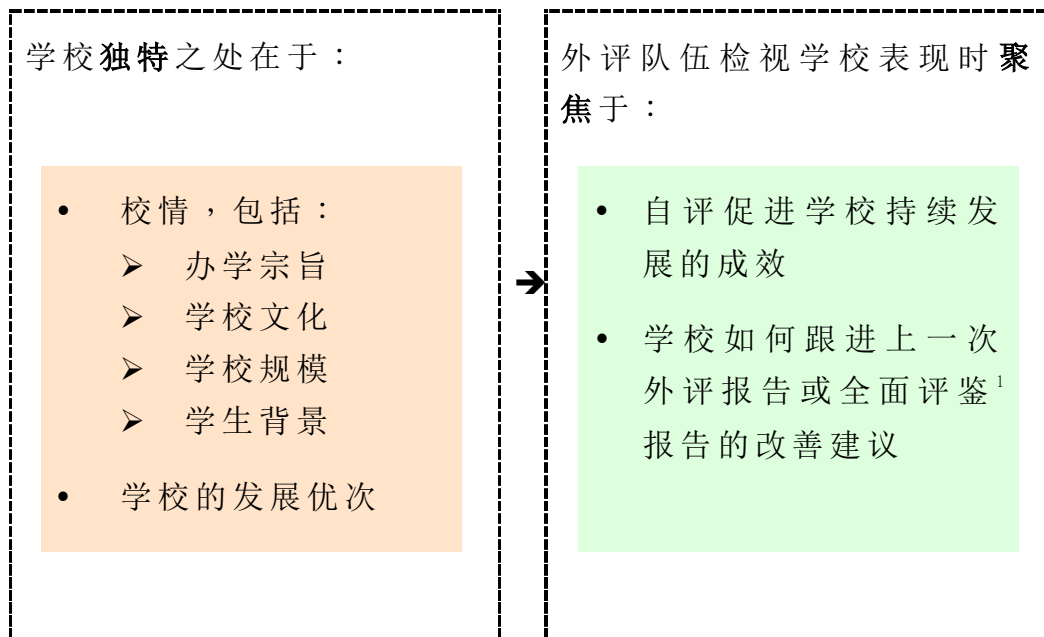 学校独特之处在于：
• 校情，包括：
➢ 办学宗旨
➢ 学校文化
➢ 学校规模
➢ 学生背景
• 学校的发展优次
➔
外评队伍检视学校表现时聚
焦于：
• 自评促进学校持续发
展的成效
• 学校如何跟进上一次
外评报告或全面评鉴1
报告的改善建议